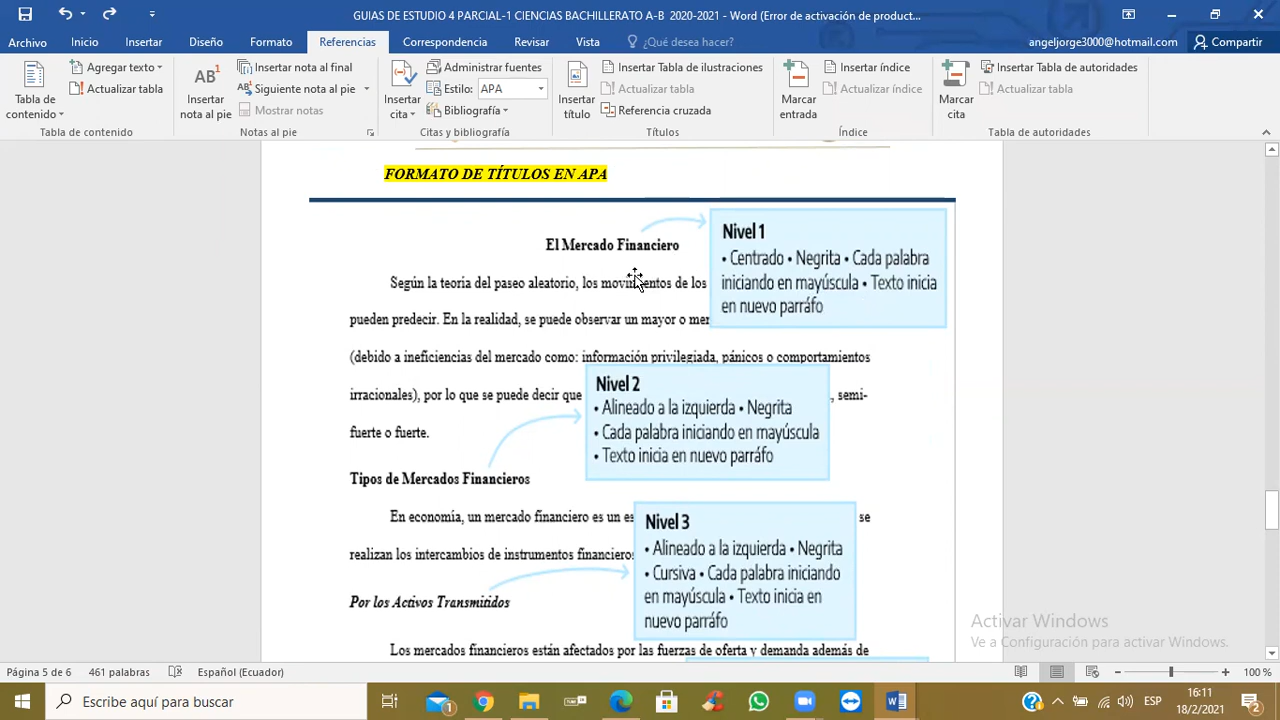 GUIAS DE ESTUDIO 4 PARCIAL-1 CIENCIAS BACHILLERATO A-B 2020-2021 - Word (Error de activación de product...
Archivo Inicio Insertar Diseño Formato Referencias Correspondencia Revisar Vista ¿Qué desea hacer? angeljorge3000@hotmail.com Compartir
Tabla de contenido
Agregar texto
Actualizar tabla
Tabla de contenido
AB1
Insertar nota al pie
Insertar nota al final
Siguiente nota al pie
Mostrar notas
Notas al pie
Insertar cita
Administrar fuentes
Estilo: APA
Bibliografía
Citas y bibliografía
Insertar título
Insertar Tabla de ilustraciones
Actualizar tabla
Referencia cruzada
Títulos
Marcar entrada
Insertar índice
Actualizar índice
Índice
Marcar cita
Insertar Tabla de autoridades
Actualizar tabla
Tabla de autoridades
FORMATO DE TÍTULOS EN APA
El Mercado Financiero
Nivel 1
• Centrado • Negrita • Cada palabra
iniciando en mayúscula • Texto inicia
en nuevo parráfo
Según la teoría del paseo aleatorio, los movimientos de los
pueden predecir. En la realidad, se puede observar un mayor o mer
(debido a ineficiencias del mercado como: información privilegiada, pánicos o comportamientos
irracionales), por lo que se puede decir que , semi-
fuerte o fuerte.
Nivel 2
• Alineado a la izquierda • Negrita
• Cada palabra iniciando en mayúscula
• Texto inicia en nuevo parráfo
Tipos de Mercados Financieros
En economía, un mercado financiero es un es se
realizan los intercambios de instrumentos financieros
Nivel 3
• Alineado a la izquierda • Negrita
• Cursiva • Cada palabra iniciando
en mayúscula • Texto inicia en
nuevo parráfo
Por los Activos Transmitidos
Los mercados financieros están afectados por las fuerzas de oferta y demanda además de
Activar Windows
Ve a Configuración para activar Windows.
Página 5 de 6 461 palabras Español (Ecuador) 100 %
Escribe aquí para buscar
ESP
16:11
18/2/2021